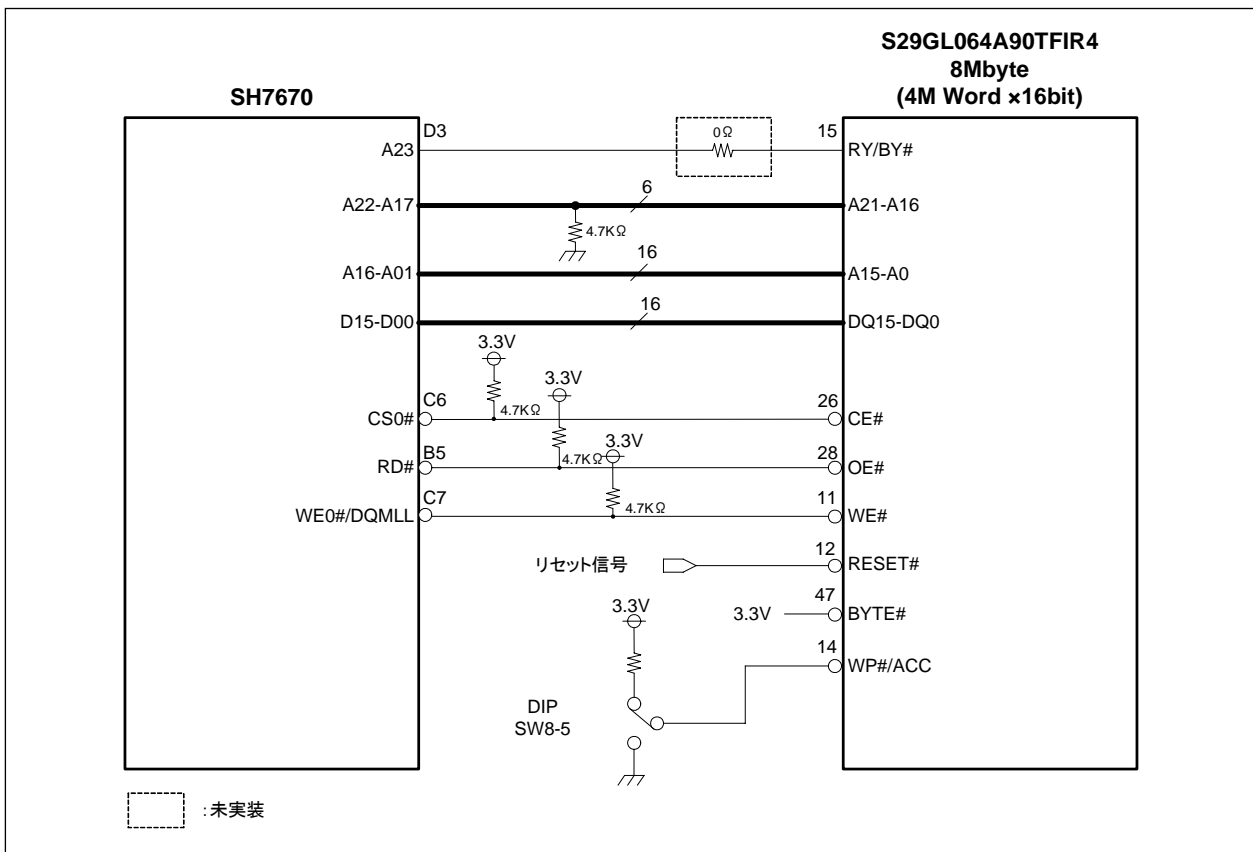 S29GL064A90TFIR4
8Mbyte
(4M Word ×16bit)
SH7670
D3
0Ω
15
A23
RY/BY#
6
A22-A17
A21-A16
4.7KΩ
16
A16-A01
A15-A0
16
D15-D00
DQ15-DQ0
3.3V
3.3V
C6
4.7KΩ
26
CS0#
CE#
3.3V
B5
4.7KΩ
28
RD#
OE#
C7
4.7KΩ
11
WE0#/DQMLL
WE#
リセット信号
12
RESET#
47
3.3V
3.3V
BYTE#
14
WP#/ACC
DIP
SW8-5
:未実装